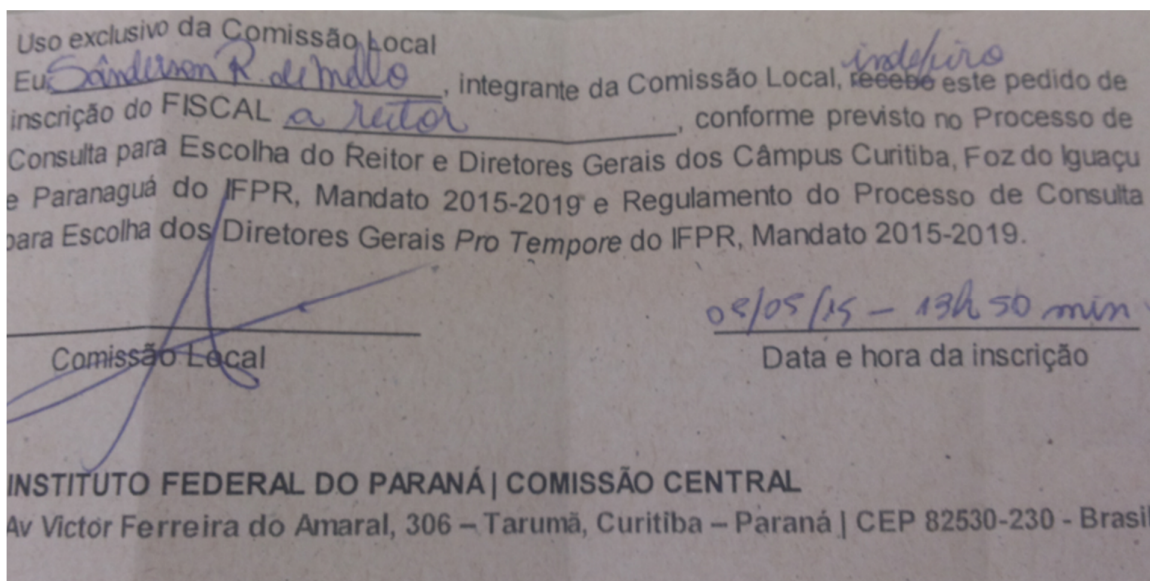 Uso exclusivo da Comissão Local
indefiro
Eu Sânderson R. de Mello, integrante da Comissão Local, recebo este pedido de
inscrição do FISCAL a reitor, conforme previsto no Processo de
Consulta para Escolha do Reitor e Diretores Gerais dos Câmpus Curitiba, Foz do Iguaçu
e Paranaguá do IFPR, Mandato 2015-2019 e Regulamento do Processo de Consulta
para Escolha dos Diretores Gerais Pro Tempore do IFPR, Mandato 2015-2019.
08/05/15 – 13h 50 min
Comissão Local Data e hora da inscrição
INSTITUTO FEDERAL DO PARANÁ | COMISSÃO CENTRAL
Av Victor Ferreira do Amaral, 306 – Tarumã, Curitiba – Paraná | CEP 82530-230 - Brasil